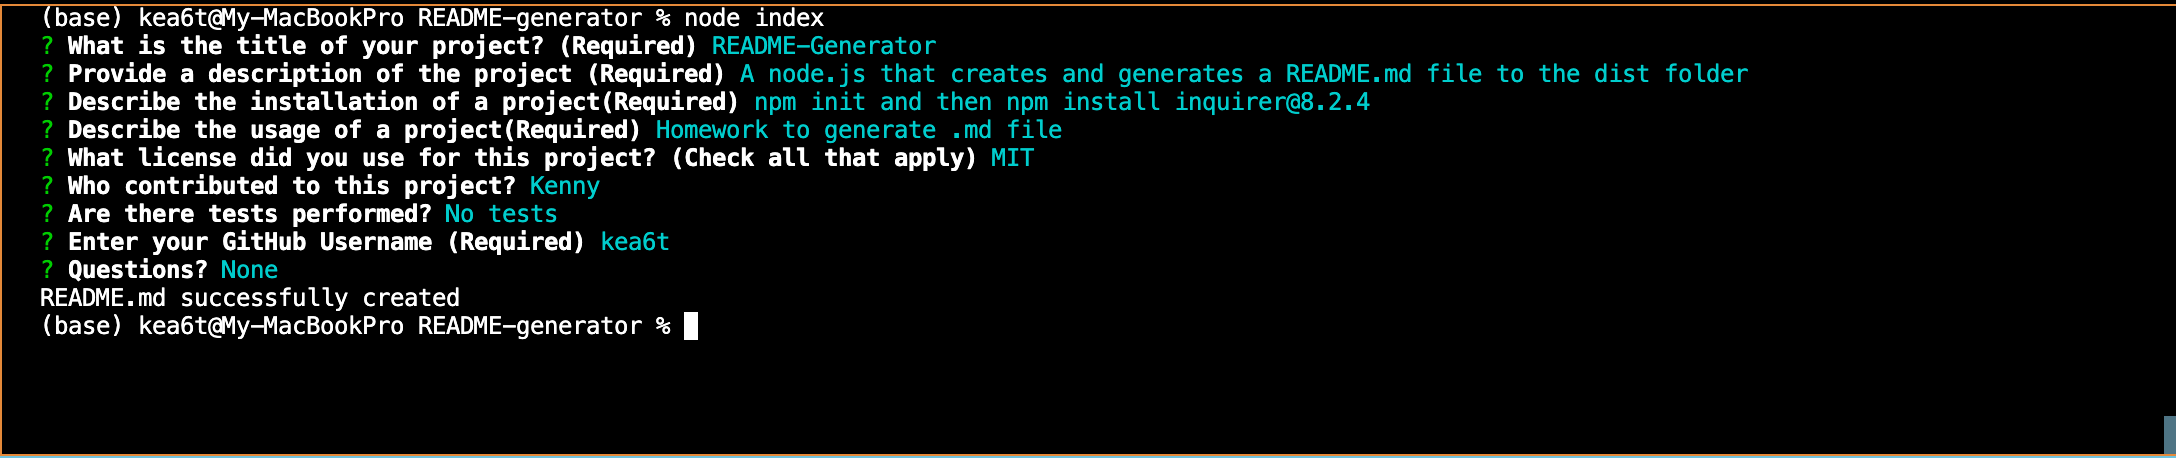 (base) kea6t@My-MacBookPro README-generator % node index
? What is the title of your project? (Required) README-Generator
? Provide a description of the project (Required) A node.js that creates and generates a README.md file to the dist folder
? Describe the installation of a project(Required) npm init and then npm install inquirer@8.2.4
? Describe the usage of a project(Required) Homework to generate .md file
? What license did you use for this project? (Check all that apply) MIT
? Who contributed to this project? Kenny
? Are there tests performed? No tests
? Enter your GitHub Username (Required) kea6t
? Questions? None
README.md successfully created
(base) kea6t@My-MacBookPro README-generator %